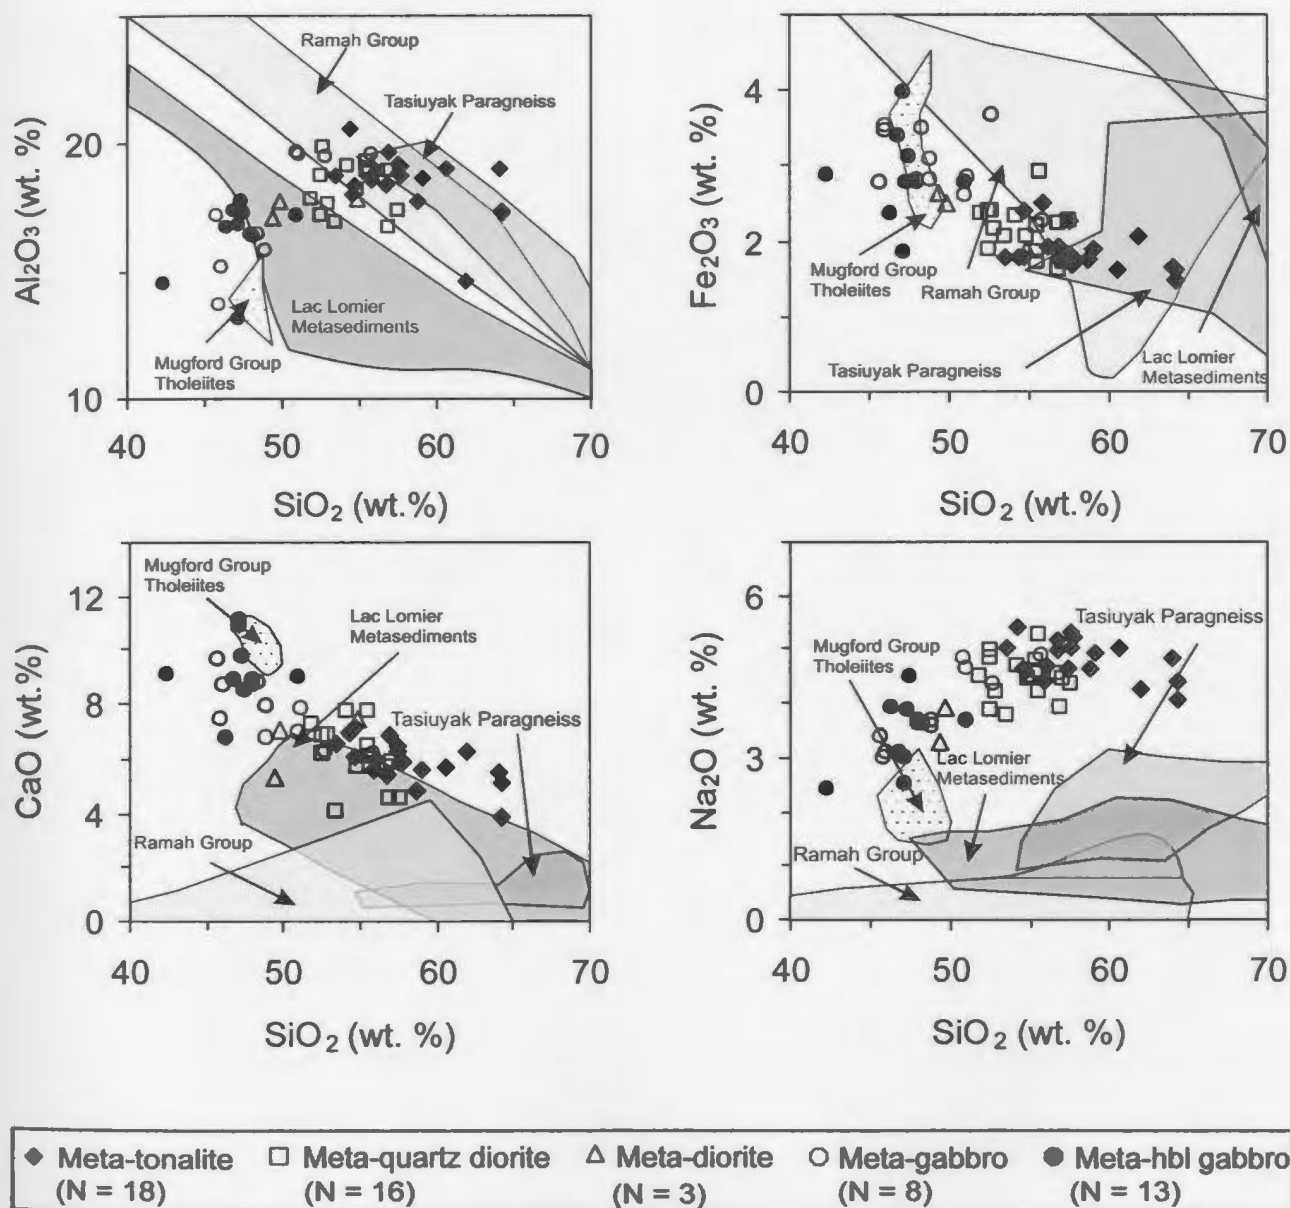 Ramah Group
Tasiuyak Paragneiss
20
Al₂O₃ (wt. %)
Lac Lomier
Metasediments
Mugford Group
Tholeiites
10
40 50 60 70
SiO₂ (wt.%)
4
Fe₂O₃ (wt. %)
2
Mugford Group
Tholeiites
Ramah Group
Tasiuyak Paragneiss
Lac Lomier
Metasediments
0
40 50 60 70
SiO₂ (wt.%)
Mugford Group
Tholeiites
12
Lac Lomier
Metasediments
CaO (wt.%)
8
Tasiuyak Paragneiss
4
Ramah Group
0
40 50 60 70
SiO₂ (wt. %)
6
Tasiuyak Paragneiss
Mugford Group
Tholeiites
Na₂O (wt. %)
3
Lac Lomier
Metasediments
Ramah Group
0
40 50 60 70
SiO₂ (wt. %)
Meta-tonalite Meta-quartz diorite Meta-diorite Meta-gabbro Meta-hbl gabbro
(N = 18) (N = 16) (N = 3) (N = 8) (N = 13)